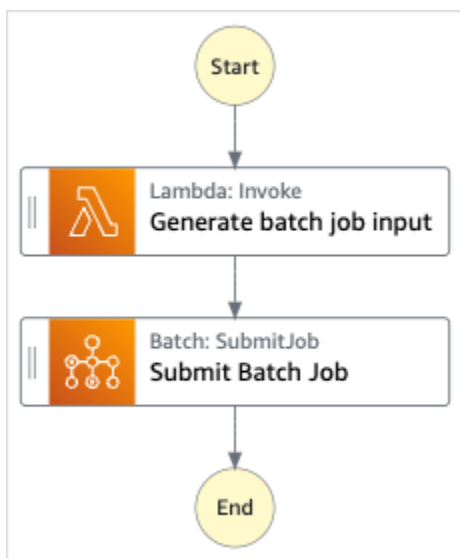 Start
Lambda: Invoke
Generate batch job input
Batch: SubmitJob
Submit Batch Job
End